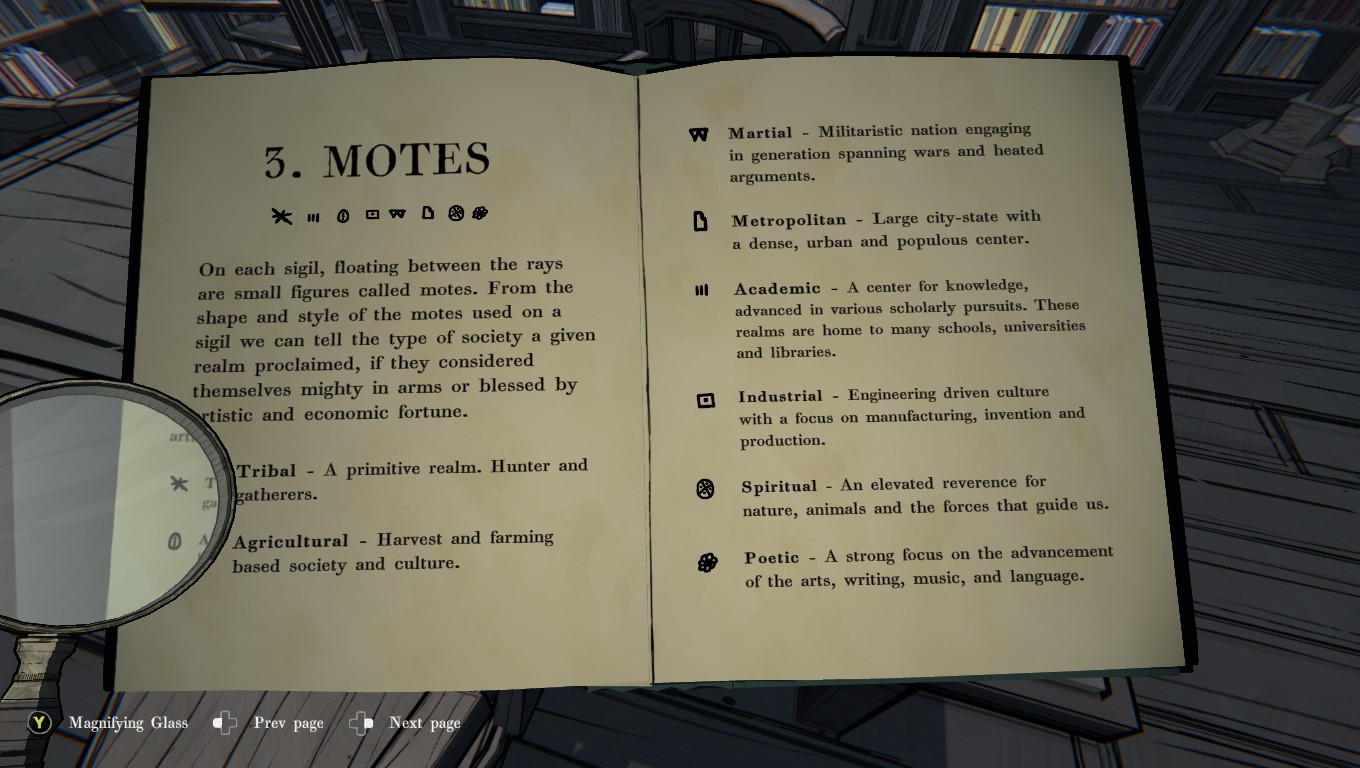 3. MOTES
On each sigil, floating between the rays
are small figures called motes. From the
shape and style of the motes used on a
sigil we can tell the type of society a given
realm proclaimed, if they considered
themselves mighty in arms or blessed by
artistic and economic fortune.
Tribal - A primitive realm. Hunter and
gatherers.
Agricultural - Harvest and farming
based society and culture.
Martial - Militaristic nation engaging
in generation spanning wars and heated
arguments.
Metropolitan - Large city-state with
a dense, urban and populous center.
Academic - A center for knowledge,
advanced in various scholarly pursuits. These
realms are home to many schools, universities
and libraries.
Industrial - Engineering driven culture
with a focus on manufacturing, invention and
production.
Spiritual - An elevated reverence for
nature, animals and the forces that guide us.
Poetic - A strong focus on the advancement
of the arts, writing, music, and language.
Y Magnifying Glass Prev page Next page